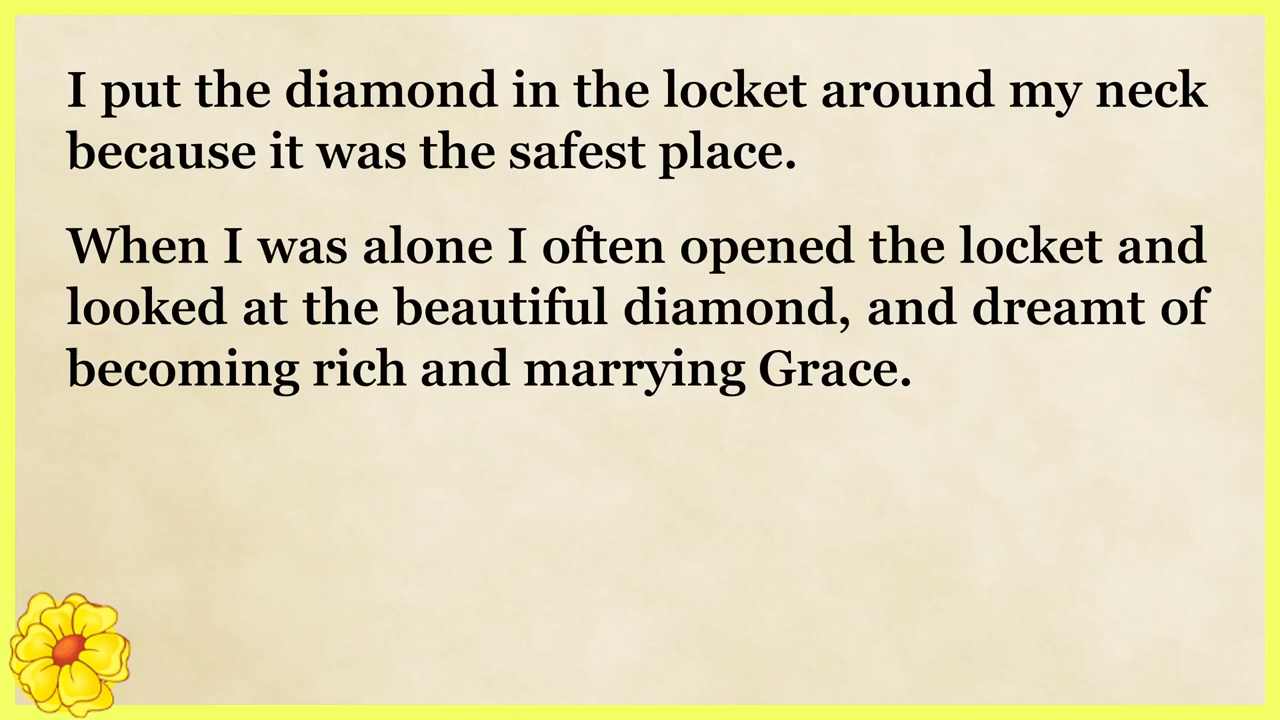 I put the diamond in the locket around my neck
because it was the safest place.
When I was alone I often opened the locket and
looked at the beautiful diamond, and dreamt of
becoming rich and marrying Grace.